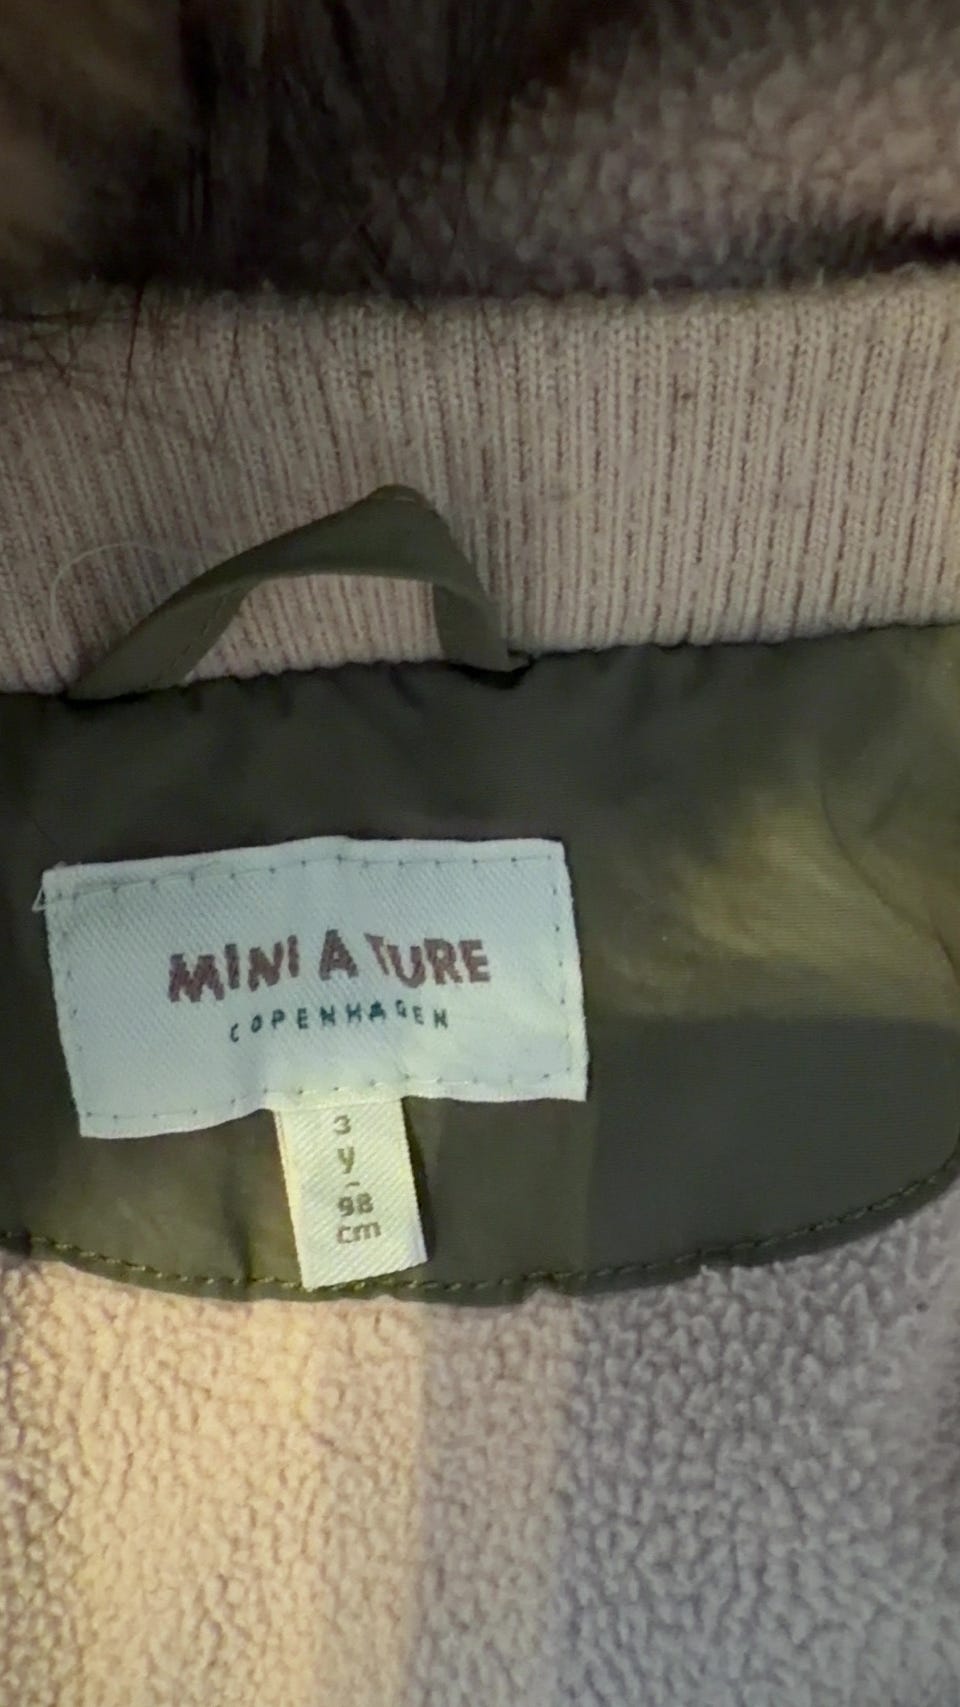 MINI A TURE
COPENHAGEN
3
y
-
98
cm